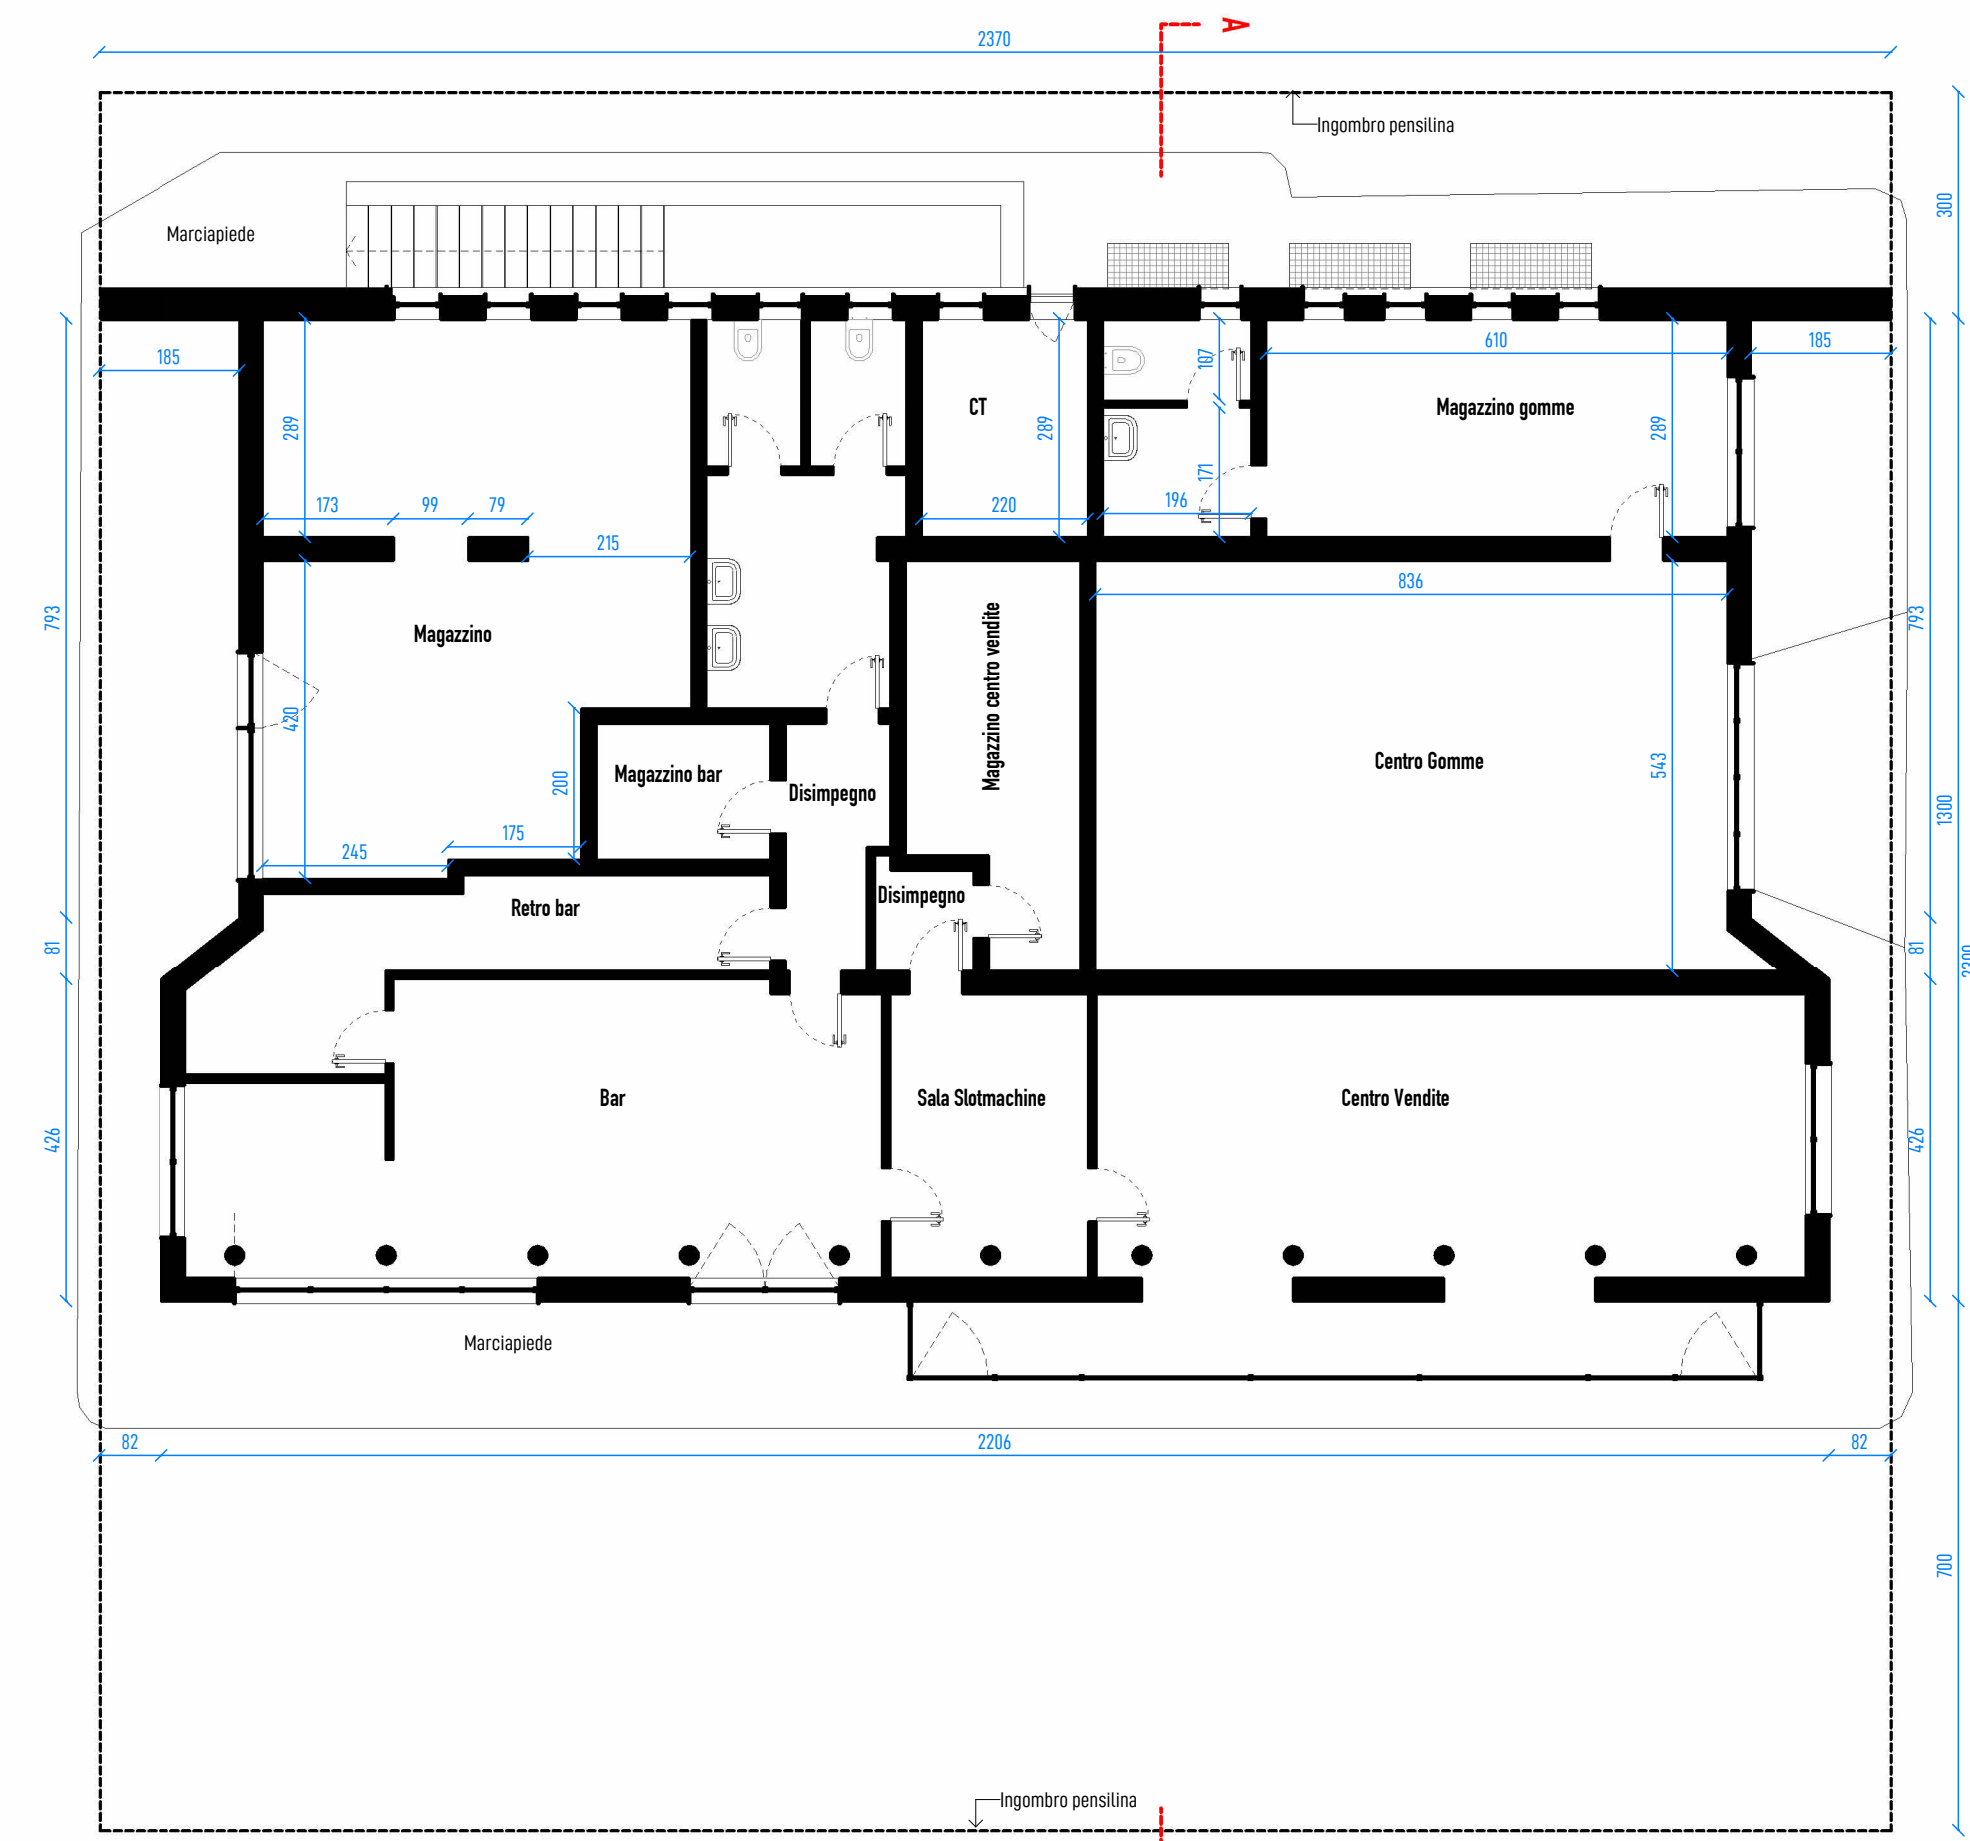 A
2370
Ingombro pensilina
300
Marciapiede
185
610
185
107
289
CT
289
Magazzino gomme
289
171
173
99
79
220
196
215
836
793
Magazzino
Magazzino centro vendite
793
420
Magazzino bar
Disimpegno
Centro Gomme
543
200
1300
175
245
Retro bar
Disimpegno
81
81
426
Bar
Sala Slotmachine
Centro Vendite
426
Marciapiede
82
2206
82
700
Ingombro pensilina